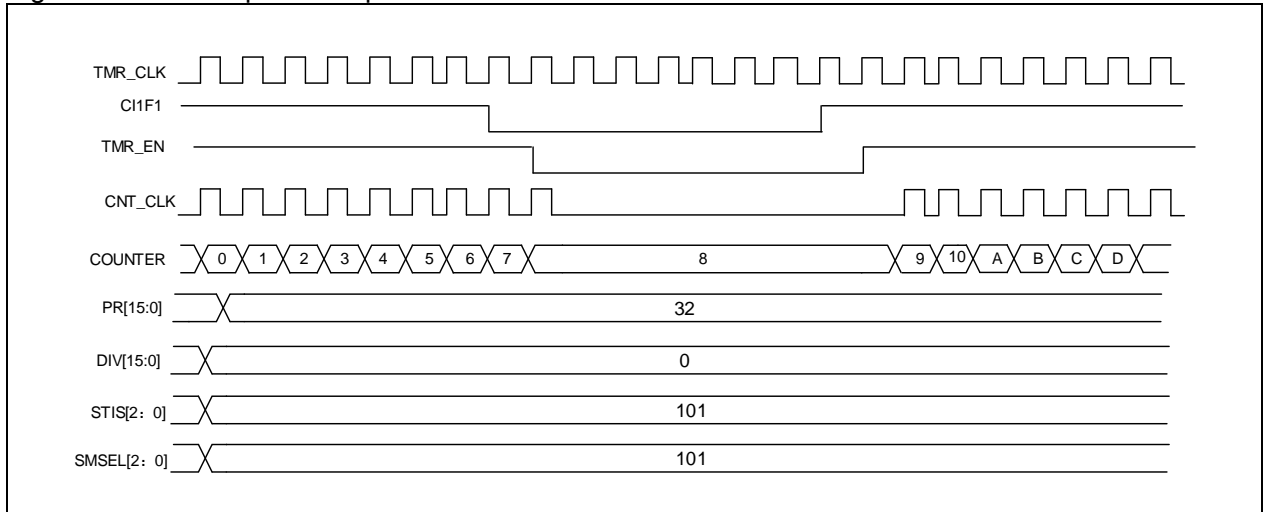 TMR_CLK
CI1F1
TMR_EN
CNT_CLK
COUNTER 0 1 2 3 4 5 6 7 8 9 10 A B C D
PR[15:0] 32
DIV[15:0] 0
STIS[2：0] 101
SMSEL[2：0] 101